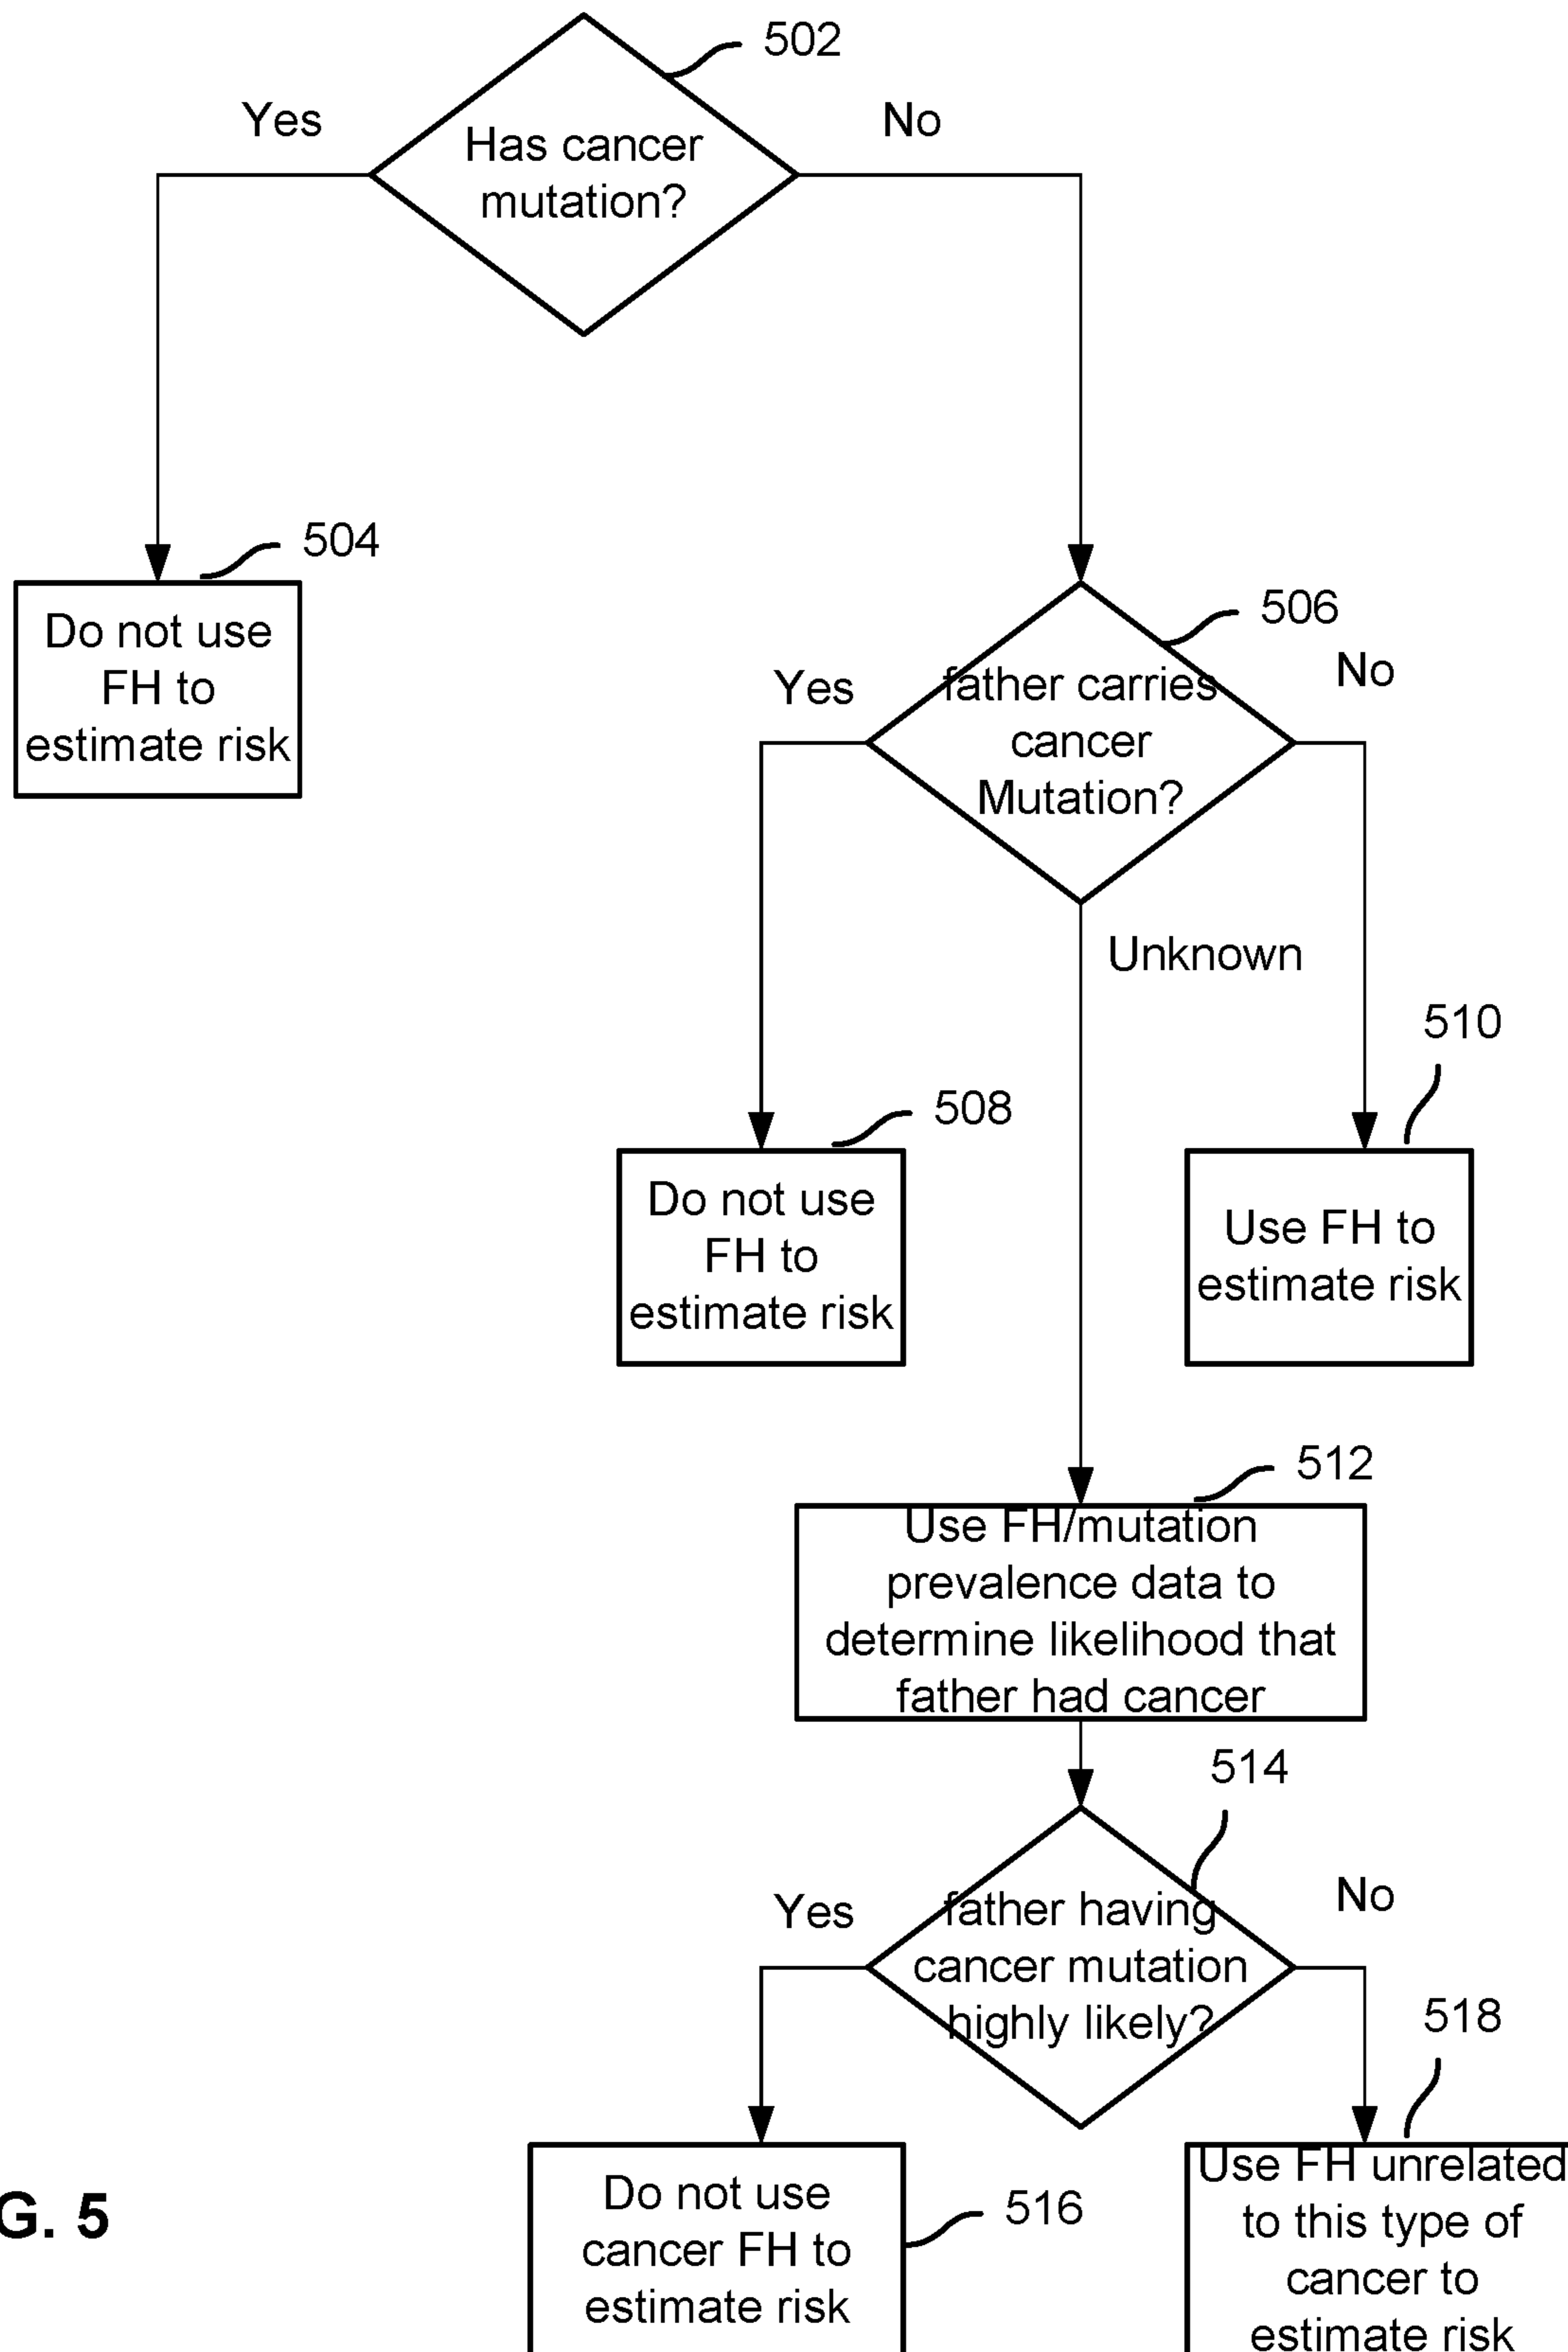 502
Yes
No
Has cancer
mutation?
504
Do not use
FH to
estimate risk
506
Yes
No
father carries
cancer
Mutation?
Unknown
508
Do not use
FH to
estimate risk
510
Use FH to
estimate risk
512
Use FH/mutation
prevalence data to
determine likelihood that
father had cancer
514
Yes
No
father having
cancer mutation
highly likely?
516
Do not use
cancer FH to
estimate risk
518
Use FH unrelated
to this type of
cancer to
estimate risk
G. 5